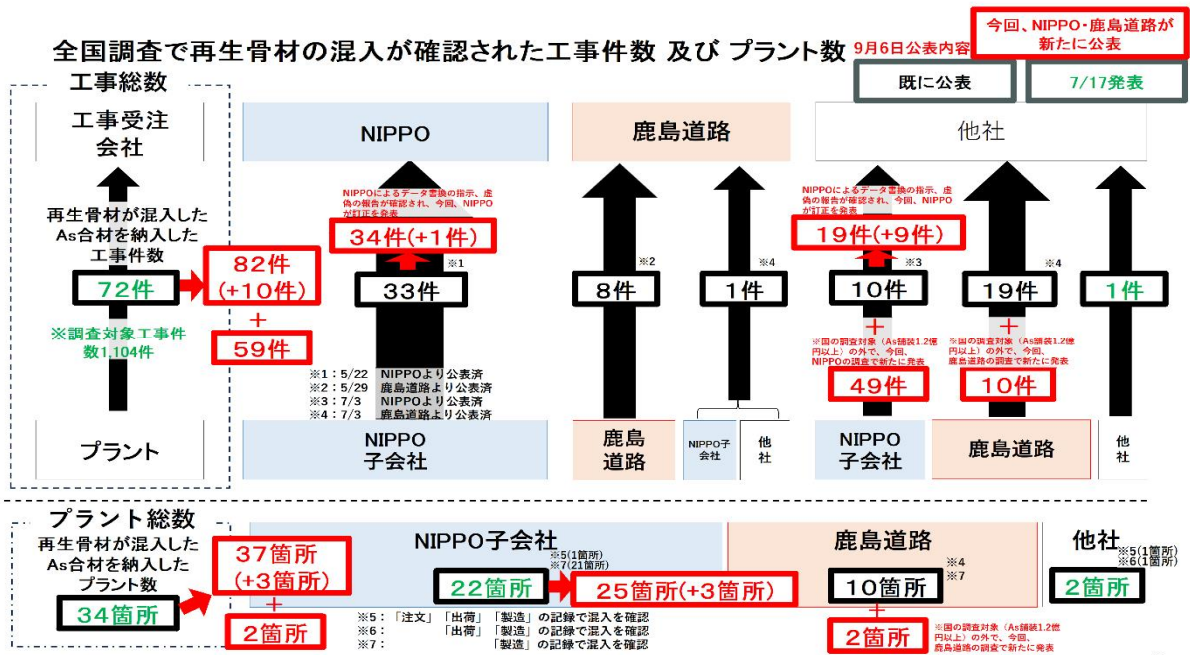 全国調査で再生骨材の混入が確認された工事件数 及び プラント数
9月6日公表内容
今回、NIPPO・鹿島道路が
新たに公表
既に公表
7/17発表
工事総数
工事受注
会社
NIPPO
鹿島道路
他社
再生骨材が混入した
As合材を納入した
工事件数
72件
82件
(+10件)
+
59件
※調査対象工事件
数1,104件
プラント
NIPPOによるデータ書換の指示、虚
偽の報告が確認され、今回、NIPPO
が訂正を発表
34件(+1件)
※1
33件
※1：5/22 NIPPOより公表済
※2：5/29 鹿島道路より公表済
※3：7/3 NIPPOより公表済
※4：7/3 鹿島道路より公表済
NIPPO
子会社
※2
8件
鹿島
道路
※4
1件
NIPPO子
会社
他
社
NIPPOによるデータ書換の指示、虚
偽の報告が確認され、今回、NIPPO
が訂正を発表
19件(+9件)
※3
10件
+
※国の調査対象（As舗装1.2億
円以上）の外で、今回、
NIPPOの調査で新たに発表
49件
NIPPO
子会社
※4
19件
+
※国の調査対象（As舗装1.2億
円以上）の外で、今回、
鹿島道路の調査で新たに発表
10件
鹿島道路
1件
他
社
プラント総数
再生骨材が混入した
As合材を納入した
プラント数
34箇所
37箇所
(+3箇所)
+
2箇所
NIPPO子会社
※5(1箇所)
※7(21箇所)
22箇所
25箇所(+3箇所)
※5：「注文」「出荷」「製造」の記録で混入を確認
※6：「出荷」「製造」の記録で混入を確認
※7：「製造」の記録で混入を確認
鹿島道路
※4
※7
10箇所
+
2箇所
※国の調査対象（As舗装1.2億
円以上）の外で、今回、
鹿島道路の調査で新たに発表
他社
※5(1箇所)
※6(1箇所)
2箇所